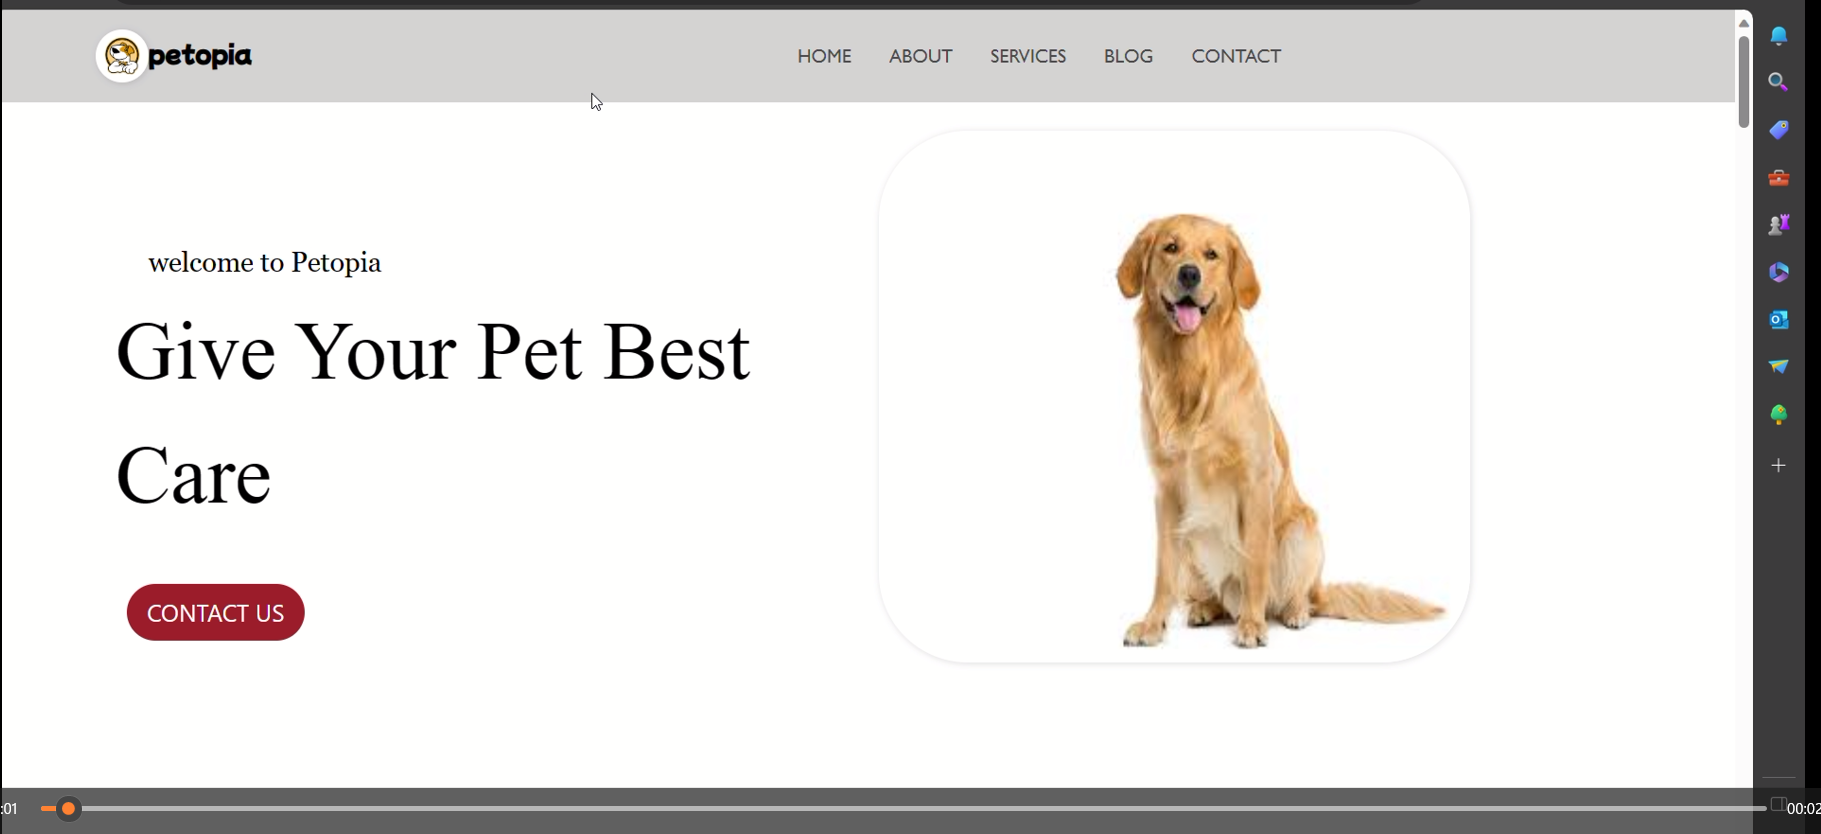 petopia
HOME ABOUT SERVICES BLOG CONTACT
welcome to Petopia
Give Your Pet Best
Care
CONTACT US
:01
00:02